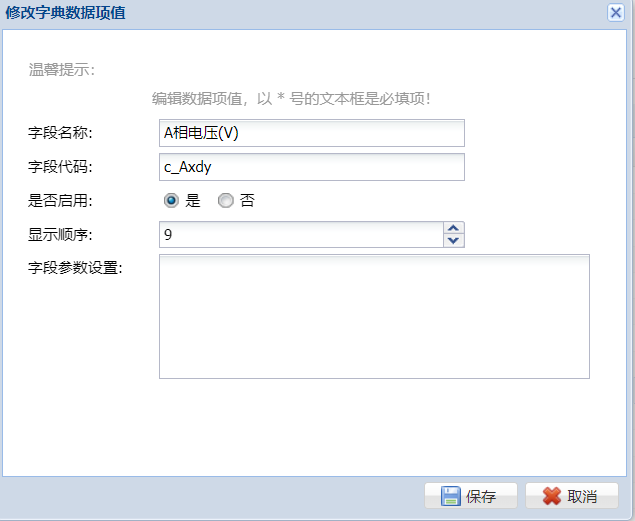 修改字典数据项值
温馨提示：
编辑数据项值，以 * 号的文本框是必填项！
字段名称： A相电压(V)
字段代码： c_Axdy
是否启用： 是 否
显示顺序： 9
字段参数设置：
保存 取消